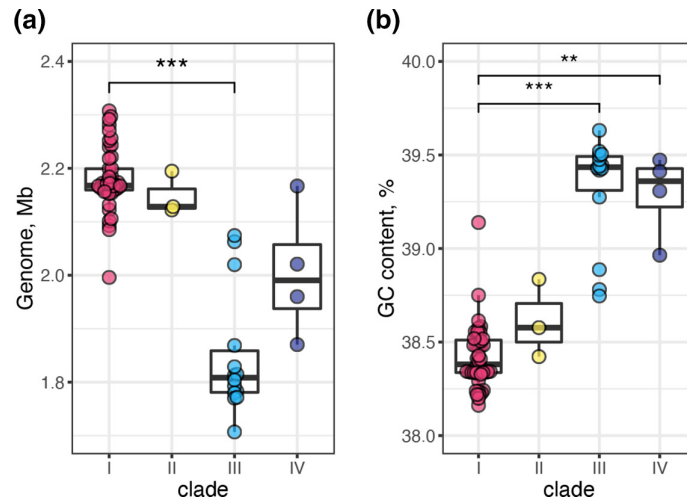 (a)
2.4
2.2
2.0
1.8
Genome, Mb
***
I II III IV
clade
(b)
40.0
39.5
39.0
38.5
38.0
GC content, %
**
***
I II III IV
clade